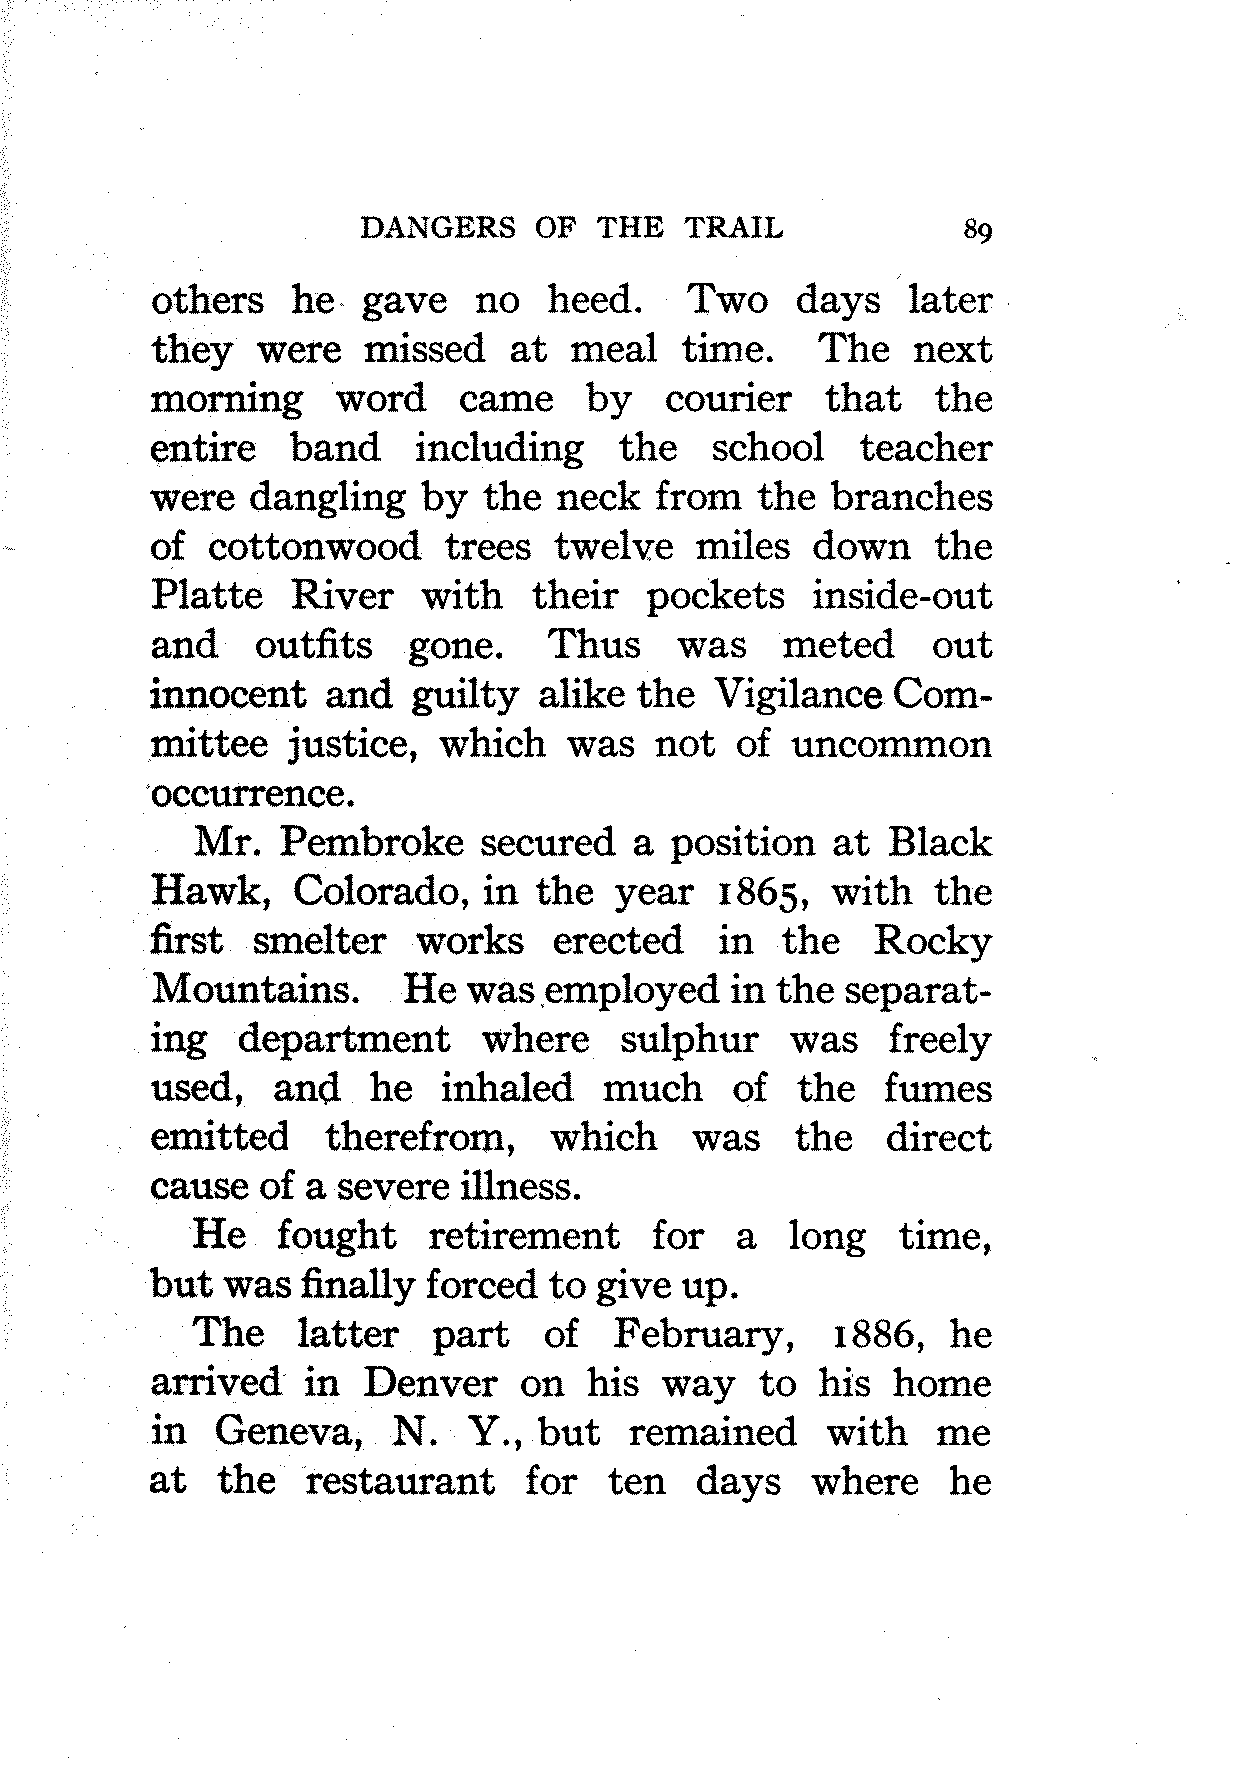 DANGERS OF THE TRAIL 89
others he gave no heed. Two days later
they were missed at meal time. The next
morning word came by courier that the
entire band including the school teacher
were dangling by the neck from the branches
of cottonwood trees twelve miles down the
Platte River with their pockets inside-out
and outfits gone. Thus was meted out
innocent and guilty alike the Vigilance Com-
mittee justice, which was not of uncommon
occurrence.
Mr. Pembroke secured a position at Black
Hawk, Colorado, in the year 1865, with the
first smelter works erected in the Rocky
Mountains. He was employed in the separat-
ing department where sulphur was freely
used, and he inhaled much of the fumes
emitted therefrom, which was the direct
cause of a severe illness.
He fought retirement for a long time,
but was finally forced to give up.
The latter part of February, 1886, he
arrived in Denver on his way to his home
in Geneva, N. Y., but remained with me
at the restaurant for ten days where he